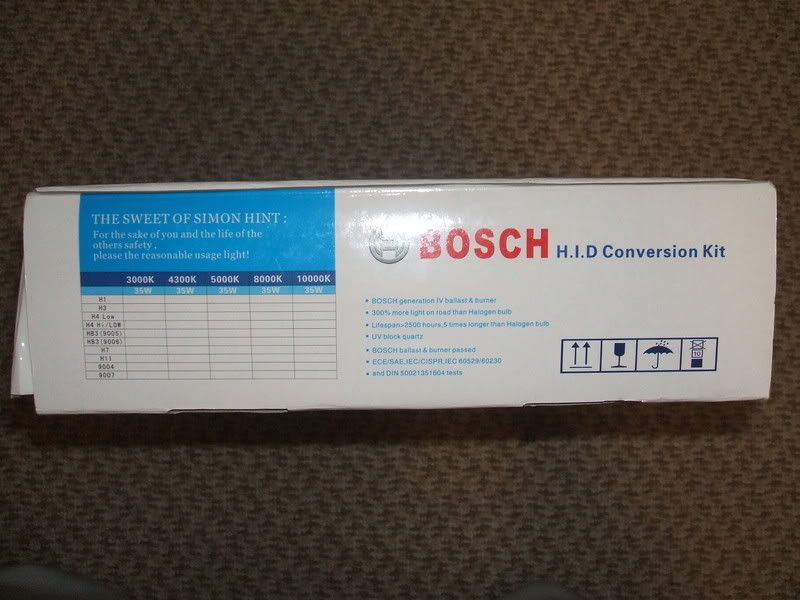 THE SWEET OF SIMON HINT :
For the sake of you and the life of the
others safety ,
please the reasonable usage light!
3000K 4300K 5000K 8000K 10000K
35W 35W 35W 35W 35W
H1
H3
H4 Low
H4 Hi/LOW
HB3(9005)
HB3(9006)
H7
H11
9004
9007
BOSCH H.I.D Conversion Kit
BOSCH generation IV ballast & burner
300% more light on road than Halogen bulb
Lifespan>2500 hours,5 times longer than Halogen bulb
UV block quartz
BOSCH ballast & burner passed
ECE/SAE,IEC/CISPR,IEC 60529/60230
and DIN 50021351604 tests
10